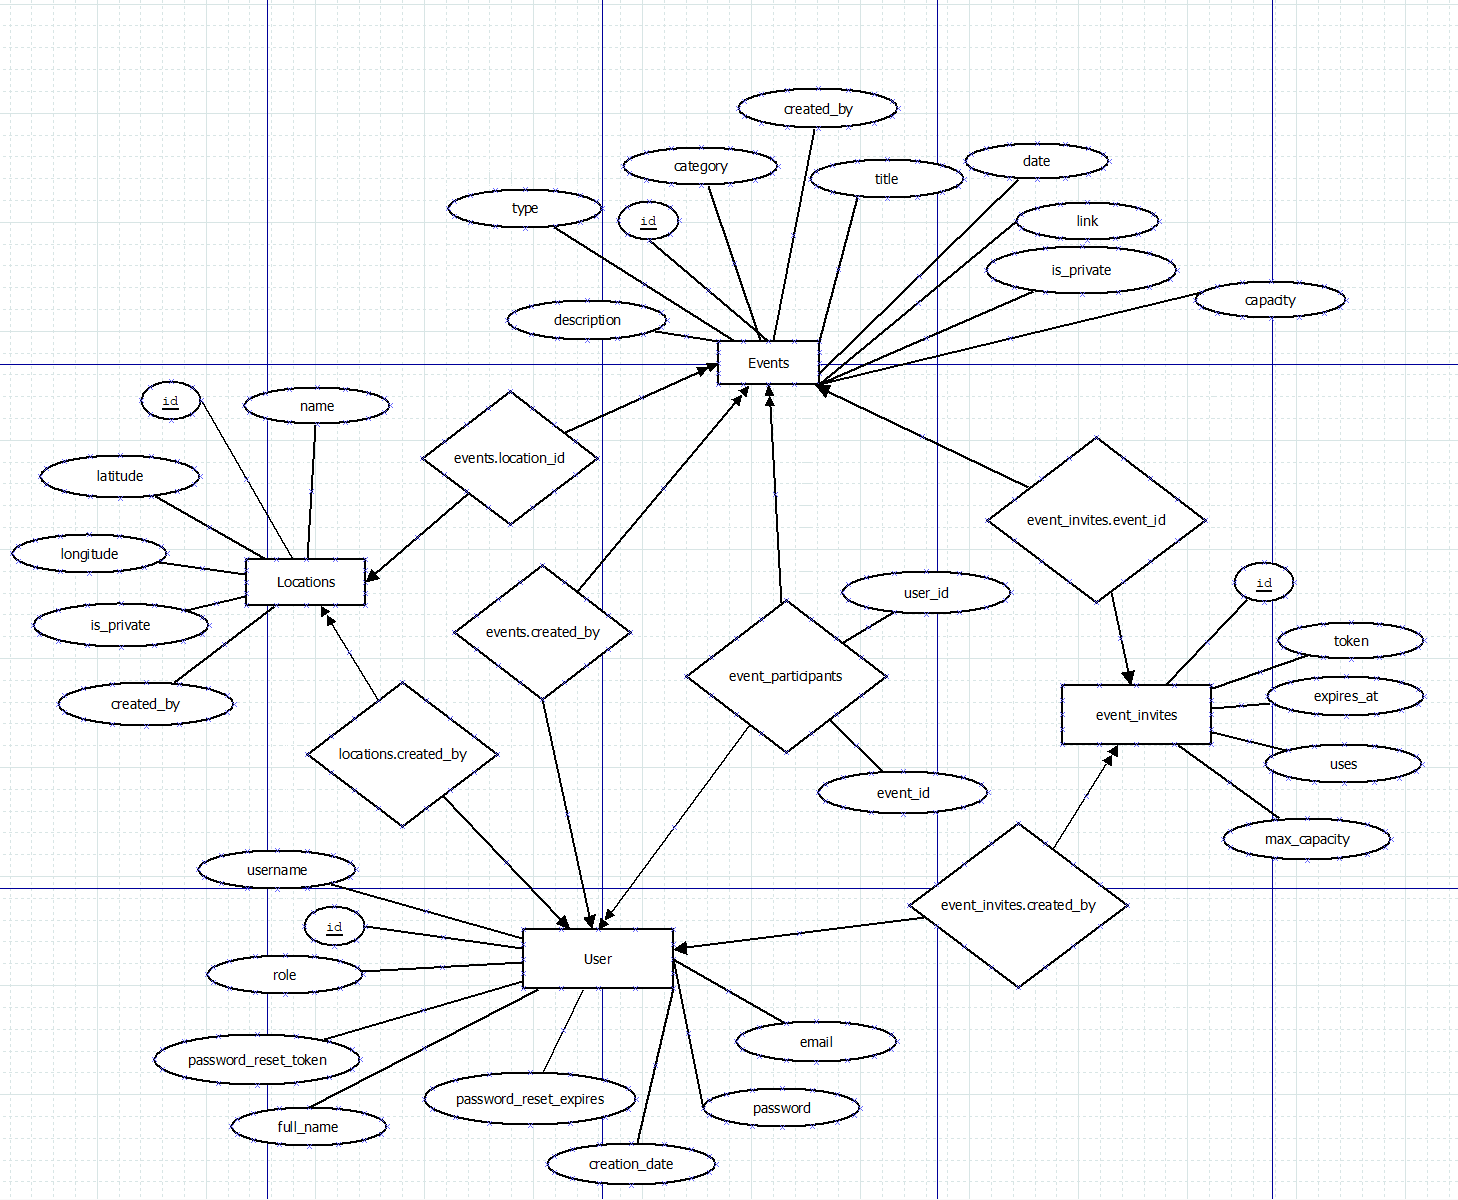 created_by
category
title
date
type
id
link
is_private
capacity
description
Events
id
name
events.location_id
latitude
event_invites.event_id
longitude
Locations
id
user_id
is_private
events.created_by
token
event_participants
expires_at
created_by
event_invites
locations.created_by
uses
event_id
max_capacity
username
event_invites.created_by
id
User
role
email
password_reset_token
password_reset_expires
password
full_name
creation_date